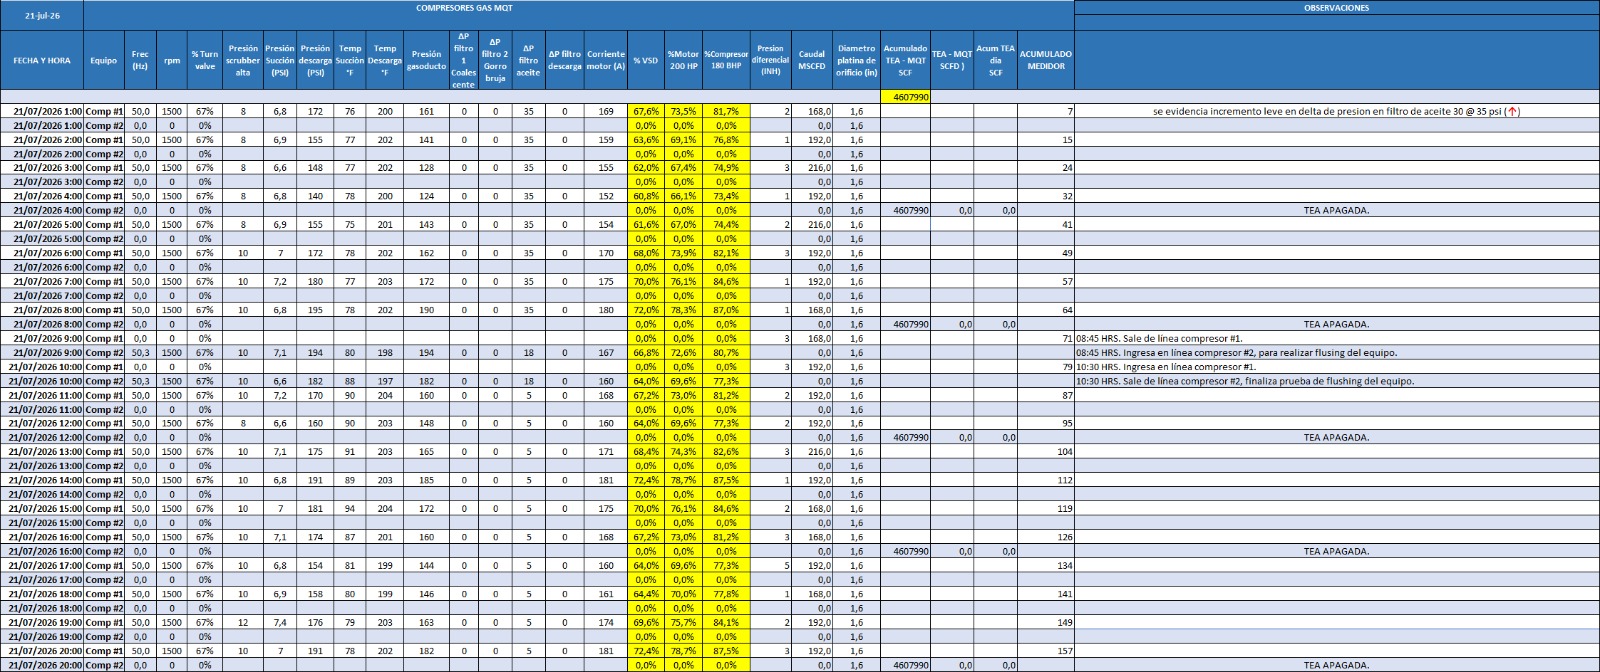 21-jul-26 COMPRESORES GAS MQT OBSERVACIONES
FECHA Y HORA Equipo Frec (Hz) rpm % Turn valve Presión scrubber alta Presión Succión (PSI) Presión descarga (PSI) Temp Succión °F Temp Descarga °F Presión gasoducto ΔP filtro 1 Coalescente ΔP filtro 2 Gorro bruja ΔP filtro aceite ΔP filtro descarga Corriente motor (A) % VSD %Motor 200 HP %Compresor 180 BHP Presion diferencial (INH) Caudal MSCFD Diametro platina de orificio (in) Acumulado TEA - MQT SCF TEA - MQT SCFD ) Acum TEA dia SCF ACUMULADO MEDIDOR
4607990
21/07/2026 1:00 Comp #1 50,0 1500 67% 8 6,8 172 76 200 161 0 0 35 0 169 67,6% 73,5% 81,7% 2 168,0 1,6 7 se evidencia incremento leve en delta de presion en filtro de aceite 30 @ 35 psi (↑)
21/07/2026 1:00 Comp #2 0,0 0 0% 0,0% 0,0% 0,0% 0,0 1,6
21/07/2026 2:00 Comp #1 50,0 1500 67% 8 6,9 155 77 202 141 0 0 35 0 159 63,6% 69,1% 76,8% 1 192,0 1,6 15
21/07/2026 2:00 Comp #2 0,0 0 0% 0,0% 0,0% 0,0% 0,0 1,6
21/07/2026 3:00 Comp #1 50,0 1500 67% 8 6,6 148 77 202 128 0 0 35 0 155 62,0% 67,4% 74,9% 3 216,0 1,6 24
21/07/2026 3:00 Comp #2 0,0 0 0% 0,0% 0,0% 0,0% 0,0 1,6
21/07/2026 4:00 Comp #1 50,0 1500 67% 8 6,8 140 78 200 124 0 0 35 0 152 60,8% 66,1% 73,4% 1 192,0 1,6 32
21/07/2026 4:00 Comp #2 0,0 0 67% 0,0% 0,0% 0,0% 0,0 1,6 4607990 0,0 0,0 TEA APAGADA.
21/07/2026 5:00 Comp #1 50,0 1500 67% 8 6,9 155 75 201 143 0 0 35 0 154 61,6% 67,0% 74,4% 2 216,0 1,6 41
21/07/2026 5:00 Comp #2 0,0 0 67% 0,0% 0,0% 0,0% 0,0 1,6
21/07/2026 6:00 Comp #1 50,0 1500 67% 10 7 172 78 202 162 0 0 35 0 170 68,0% 73,9% 82,1% 3 192,0 1,6 49
21/07/2026 6:00 Comp #2 0,0 0 0% 0,0% 0,0% 0,0% 0,0 1,6
21/07/2026 7:00 Comp #1 50,0 1500 67% 10 7,2 180 77 203 172 0 0 35 0 175 70,0% 76,1% 84,6% 1 192,0 1,6 57
21/07/2026 7:00 Comp #2 0,0 0 0% 0,0% 0,0% 0,0% 0,0 1,6
21/07/2026 8:00 Comp #1 50,0 1500 67% 10 6,8 195 78 202 190 0 0 35 0 180 72,0% 78,3% 87,0% 1 168,0 1,6 64
21/07/2026 8:00 Comp #2 0,0 0 0% 0,0% 0,0% 0,0% 0,0 1,6 4607990 0,0 0,0 TEA APAGADA.
21/07/2026 9:00 Comp #1 0,0 0 0% 0,0% 0,0% 0,0% 3 168,0 1,6 71 08:45 HRS. Sale de línea compresor #1.
21/07/2026 9:00 Comp #2 50,3 1500 67% 10 7,1 194 80 198 194 0 0 18 0 167 66,8% 72,6% 80,7% 0,0 1,6 08:45 HRS. Ingresa en línea compresor #2, para realizar flusing del equipo.
21/07/2026 10:00 Comp #1 0,0 0 0% 0,0% 0,0% 0,0% 3 192,0 1,6 79 10:30 HRS. Ingresa en línea compresor #1.
21/07/2026 10:00 Comp #2 50,3 1500 67% 10 6,6 182 88 197 182 0 0 18 0 160 64,0% 69,6% 77,3% 0,0 1,6 10:30 HRS. Sale de línea compresor #2, finaliza prueba de flushing del equipo.
21/07/2026 11:00 Comp #1 50,0 1500 67% 10 7,2 170 90 204 160 0 0 5 0 168 67,2% 73,0% 81,2% 2 192,0 1,6 87
21/07/2026 11:00 Comp #2 0,0 0 0% 0,0% 0,0% 0,0% 0,0 1,6
21/07/2026 12:00 Comp #1 50,0 1500 67% 8 6,6 160 90 203 148 0 0 5 0 160 64,0% 69,6% 77,3% 2 192,0 1,6 95
21/07/2026 12:00 Comp #2 0,0 0 0% 0,0% 0,0% 0,0% 0,0 1,6 4607990 0,0 0,0 TEA APAGADA.
21/07/2026 13:00 Comp #1 50,0 1500 67% 10 7,1 175 91 203 165 0 0 5 0 171 68,4% 74,3% 82,6% 3 216,0 1,6 104
21/07/2026 13:00 Comp #2 0,0 0 0% 0,0% 0,0% 0,0% 0,0 1,6
21/07/2026 14:00 Comp #1 50,0 1500 67% 10 6,8 191 89 203 185 0 0 5 0 181 72,4% 78,7% 87,5% 1 192,0 1,6 112
21/07/2026 14:00 Comp #2 0,0 0 0% 0,0% 0,0% 0,0% 0,0 1,6
21/07/2026 15:00 Comp #1 50,0 1500 67% 10 7 181 94 204 172 0 0 5 0 175 70,0% 76,1% 84,6% 2 168,0 1,6 119
21/07/2026 15:00 Comp #2 0,0 0 0% 0,0% 0,0% 0,0% 0,0 1,6
21/07/2026 16:00 Comp #1 50,0 1500 67% 10 7,1 174 87 201 160 0 0 5 0 168 67,2% 73,0% 81,2% 3 168,0 1,6 126
21/07/2026 16:00 Comp #2 0,0 0 0% 0,0% 0,0% 0,0% 0,0 1,6 4607990 0,0 0,0 TEA APAGADA.
21/07/2026 17:00 Comp #1 50,0 1500 67% 10 6,8 154 81 199 144 0 0 5 0 160 64,0% 69,6% 77,3% 5 192,0 1,6 134
21/07/2026 17:00 Comp #2 0,0 0 0% 0,0% 0,0% 0,0% 0,0 1,6
21/07/2026 18:00 Comp #1 50,0 1500 67% 10 6,9 158 80 199 146 0 0 5 0 161 64,4% 70,0% 77,8% 1 168,0 1,6 141
21/07/2026 18:00 Comp #2 0,0 0 0% 0,0% 0,0% 0,0% 0,0 1,6
21/07/2026 19:00 Comp #1 50,0 1500 67% 12 7,4 176 79 203 163 0 0 5 0 174 69,6% 75,7% 84,1% 2 192,0 1,6 149
21/07/2026 19:00 Comp #2 0,0 0 0% 0,0% 0,0% 0,0% 0,0 1,6
21/07/2026 20:00 Comp #1 50,0 1500 67% 10 7 191 78 202 182 0 0 5 0 181 72,4% 78,7% 87,5% 3 192,0 1,6 157
21/07/2026 20:00 Comp #2 0,0 0 0% 0,0% 0,0% 0,0% 0,0 1,6 4607990 0,0 0,0 TEA APAGADA.